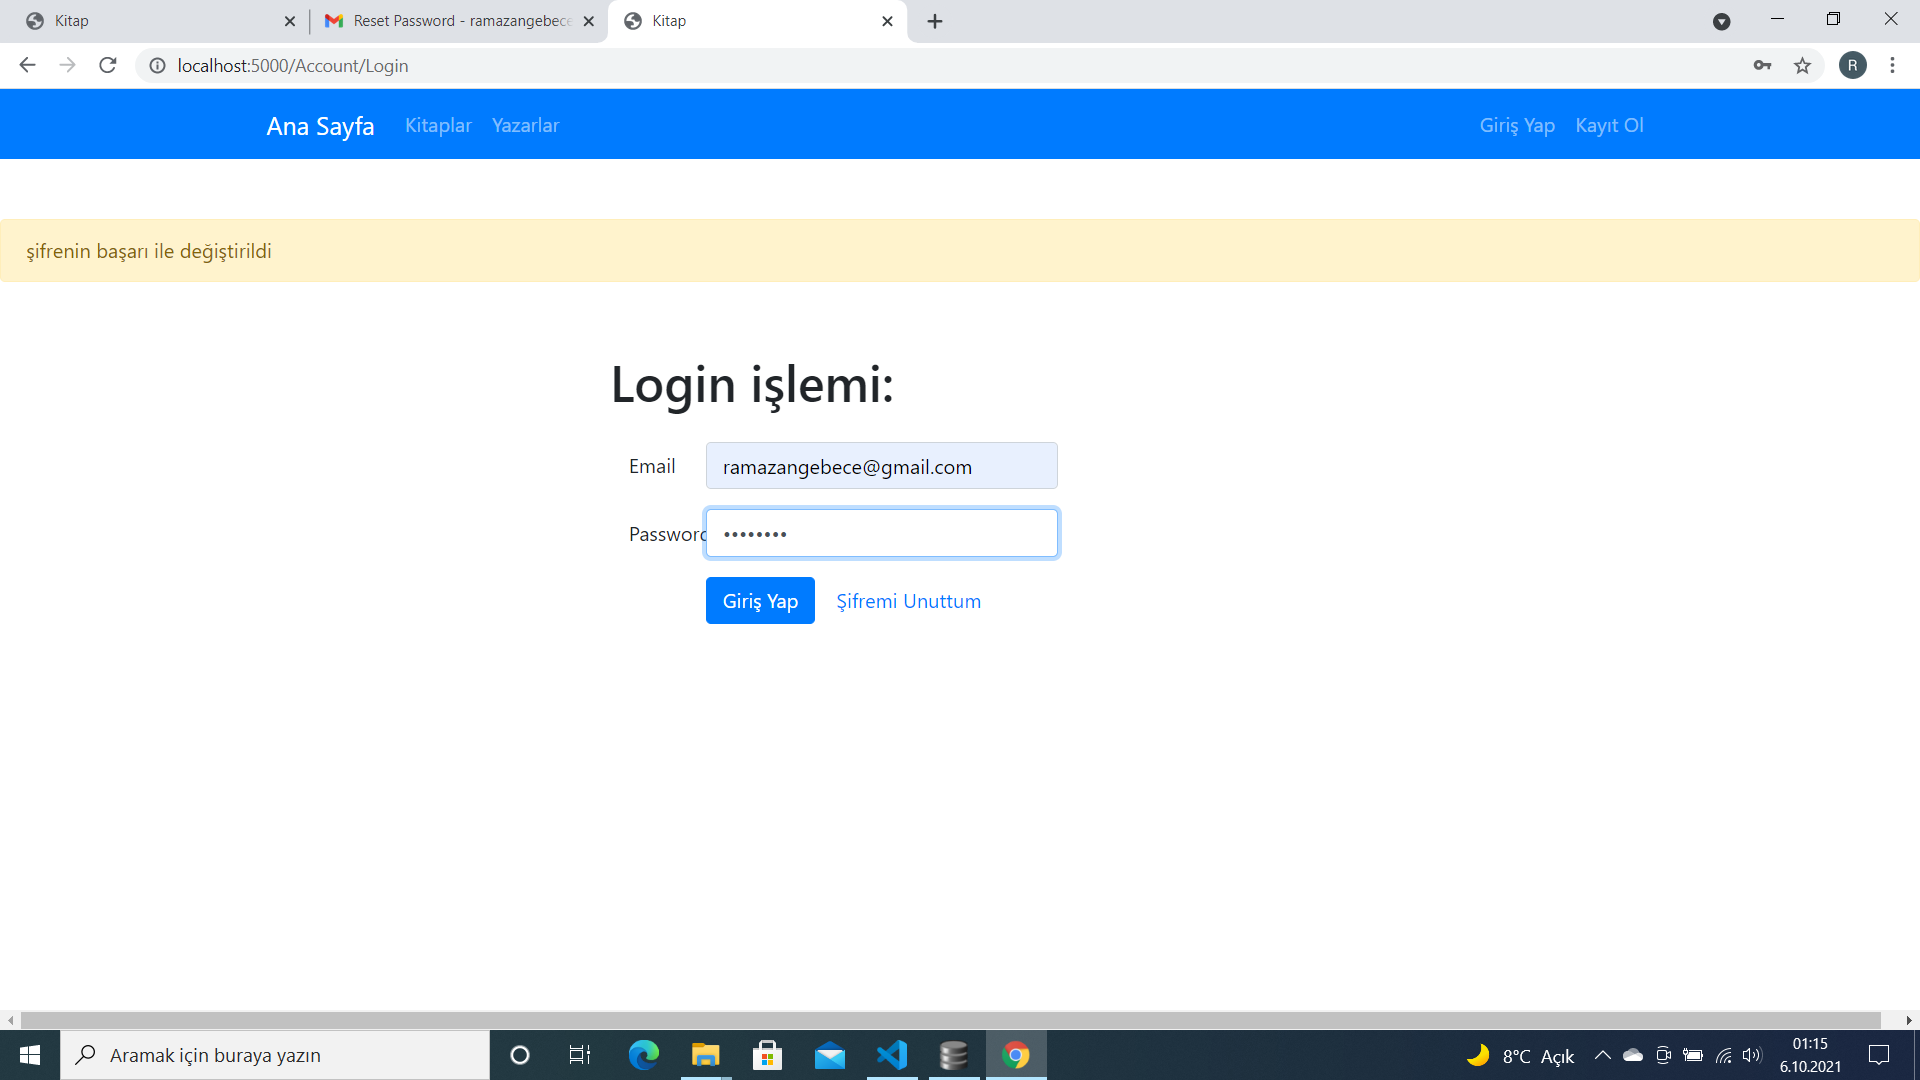 Kitap
Reset Password - ramazangebece
Kitap
localhost:5000/Account/Login
R
Ana Sayfa Kitaplar Yazarlar Giriş Yap Kayıt Ol
şifrenin başarı ile değiştirildi
Login işlemi:
Email ramazangebece@gmail.com
Password
Giriş Yap Şifremi Unuttum
Aramak için buraya yazın
8°C Açık
01:15
6.10.2021